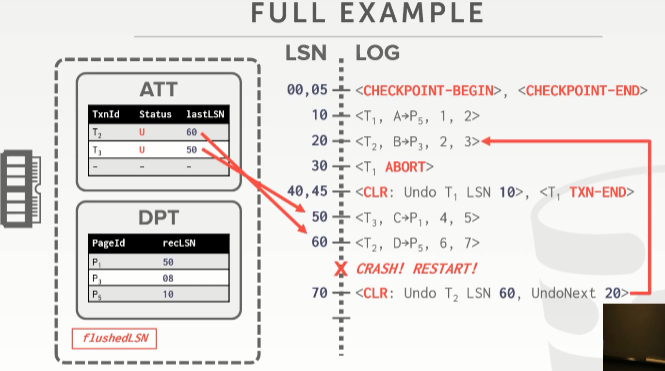 FULL EXAMPLE
LSN LOG
ATT
TxnId Status lastLSN
T₂ U 60
T₃ U 50
- - -
DPT
PageId recLSN
P₁ 50
P₃ 08
P₅ 10
flushedLSN
00,05 <CHECKPOINT-BEGIN>, <CHECKPOINT-END>
10 <T₁, A→P₅, 1, 2>
20 <T₂, B→P₃, 2, 3>
30 <T₁ ABORT>
40,45 <CLR: Undo T₁ LSN 10>, <T₁ TXN-END>
50 <T₃, C→P₁, 4, 5>
60 <T₂, D→P₅, 6, 7>
X CRASH! RESTART!
70 <CLR: Undo T₂ LSN 60, UndoNext 20>